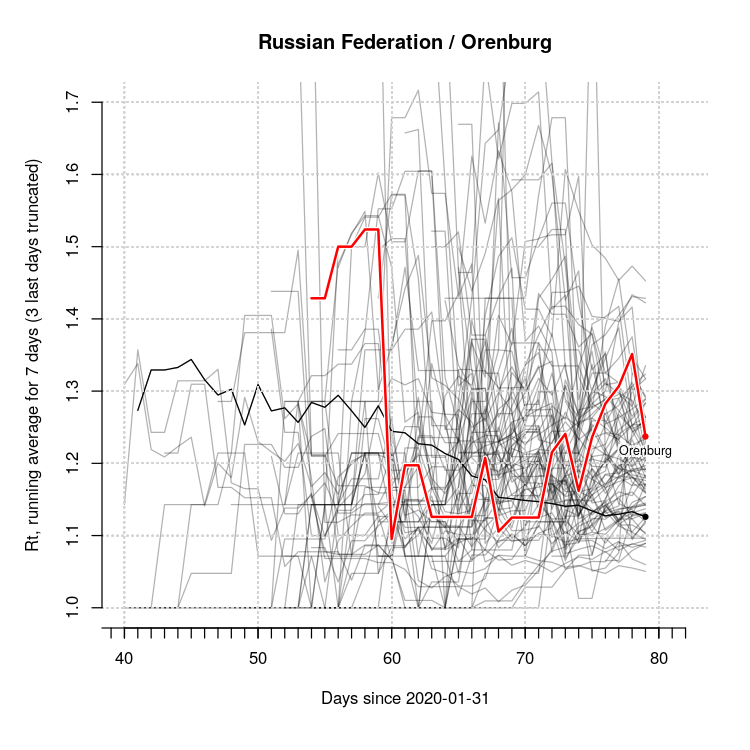 Russian Federation / Orenburg
Rt, running average for 7 days (3 last days truncated)
1.7
1.6
1.5
1.4
1.3
1.2
1.1
1.0
Orenburg
40 50 60 70 80
Days since 2020-01-31